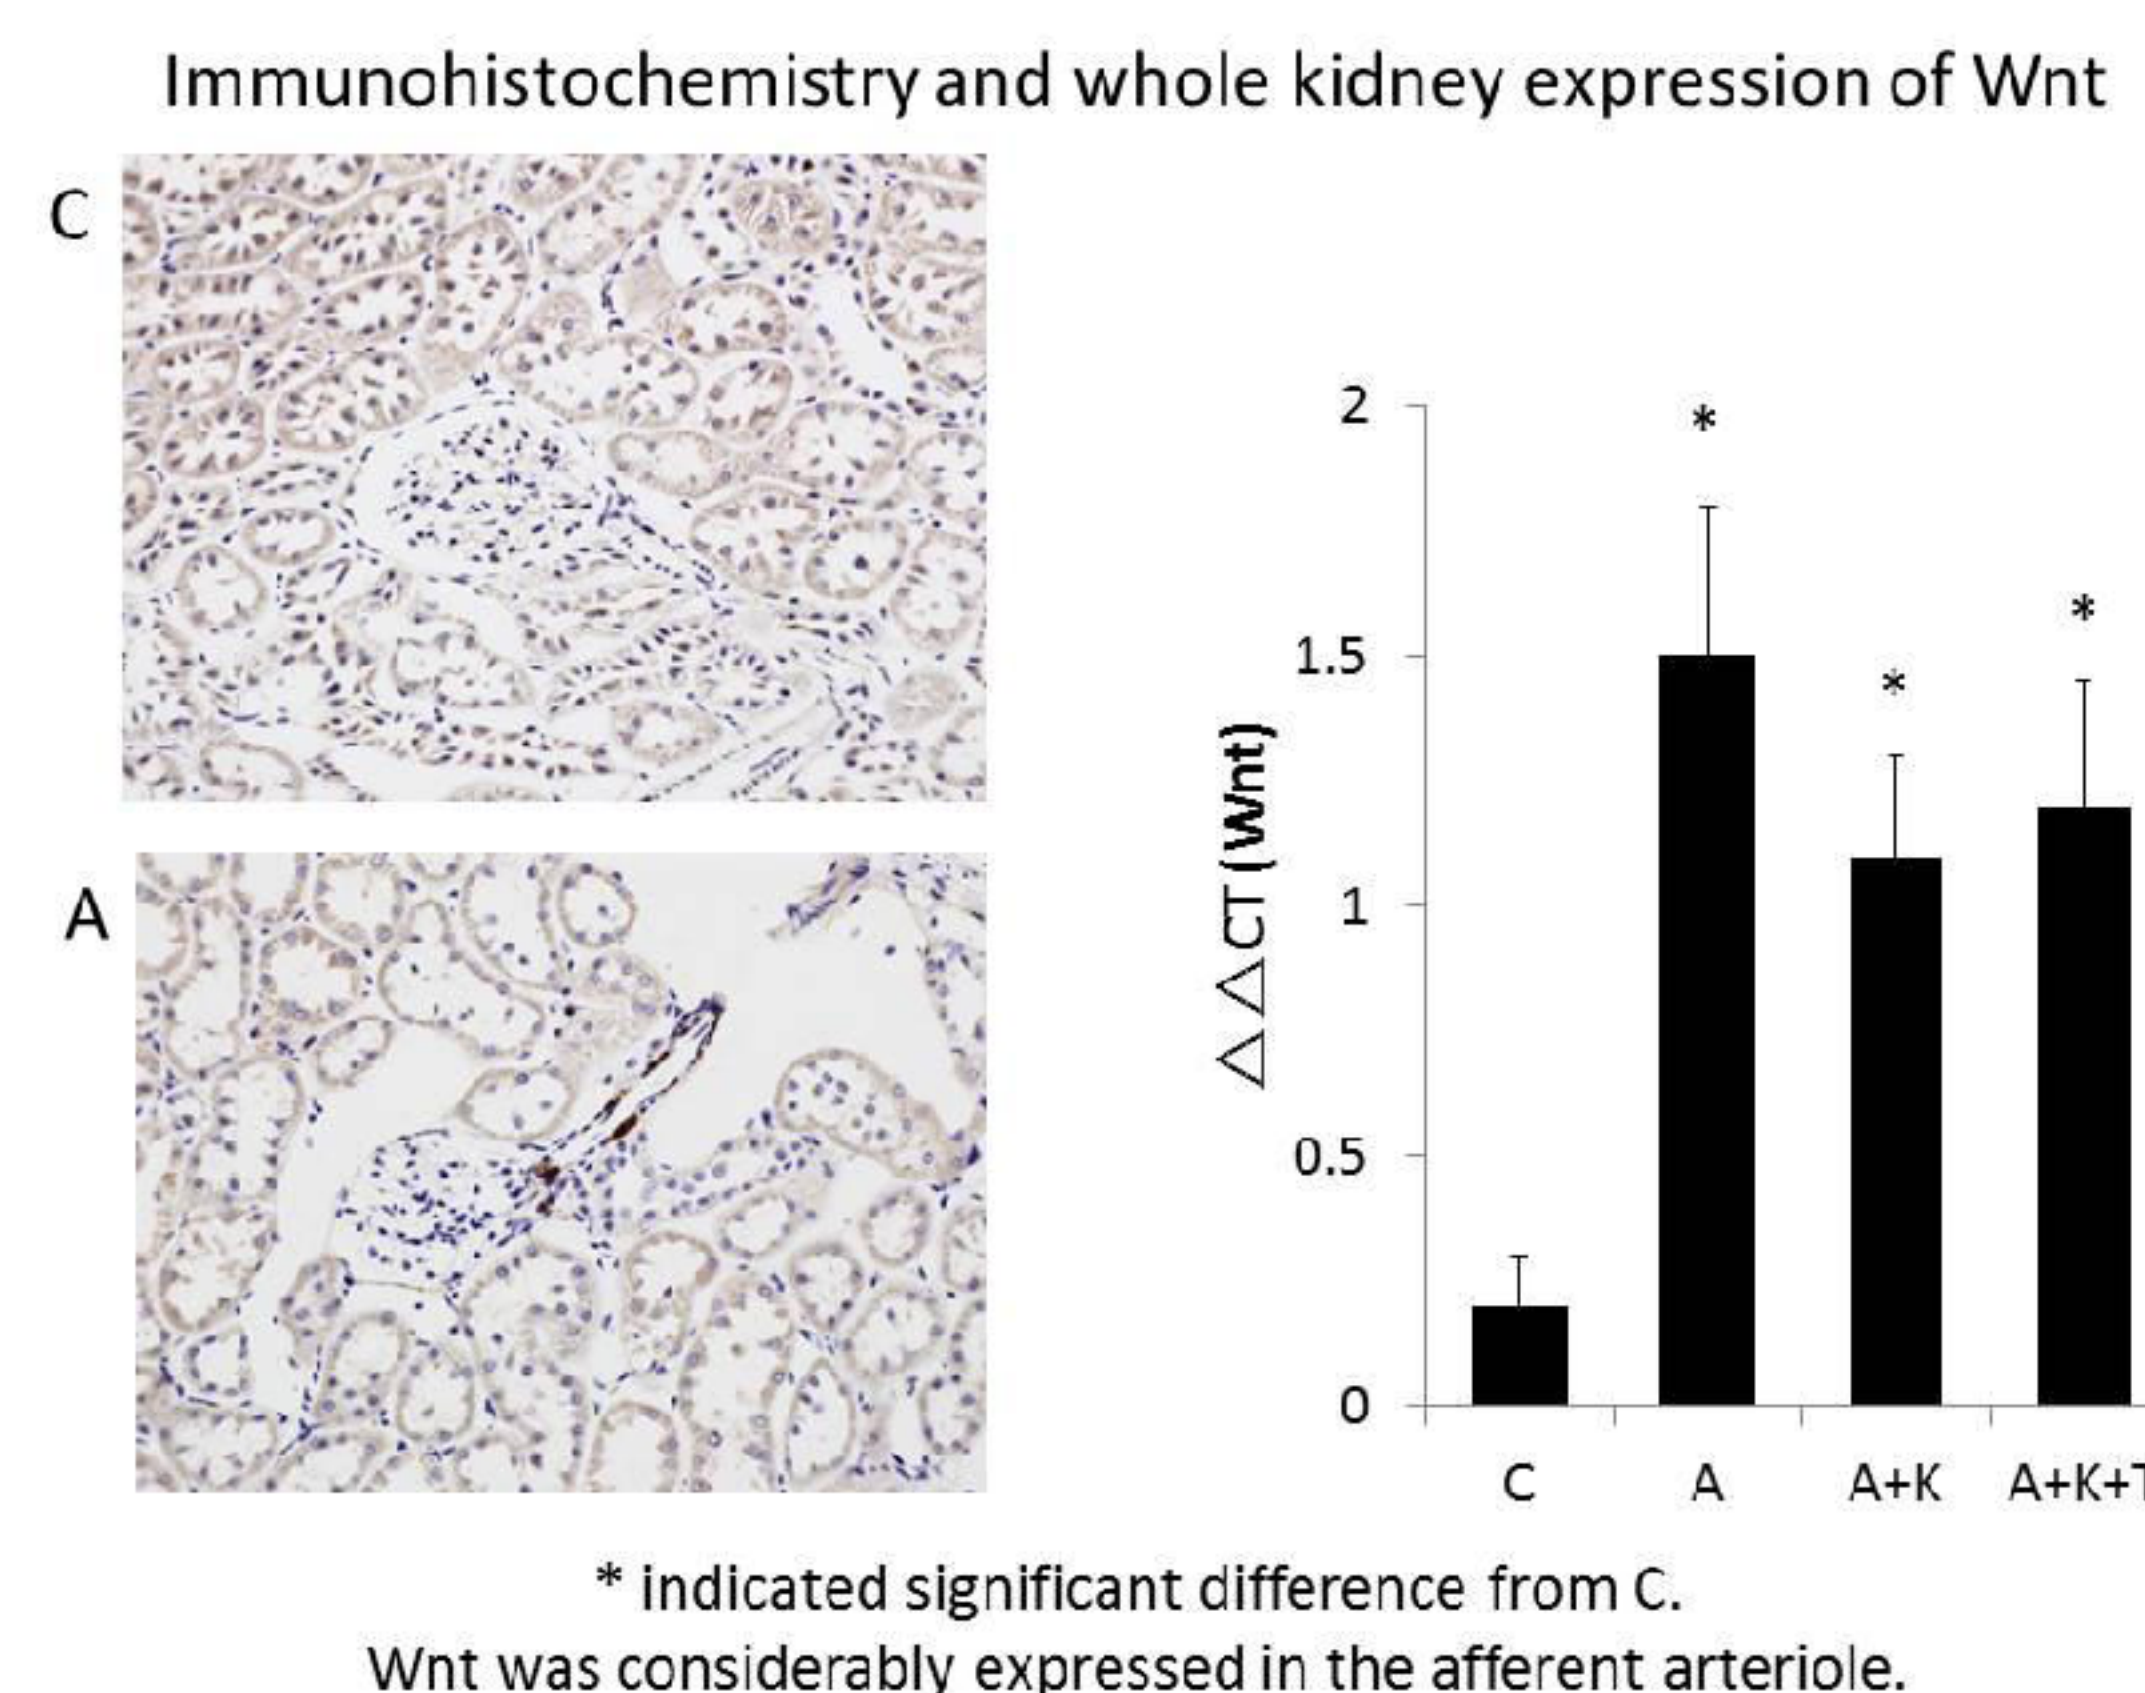 Immunohistochemistry and whole kidney expression of Wnt
C
A
2
1.5
1
0.5
0
△△CT (Wnt)
* * *
C A A+K A+K+T
* indicated significant difference from C.
Wnt was considerably expressed in the afferent arteriole.